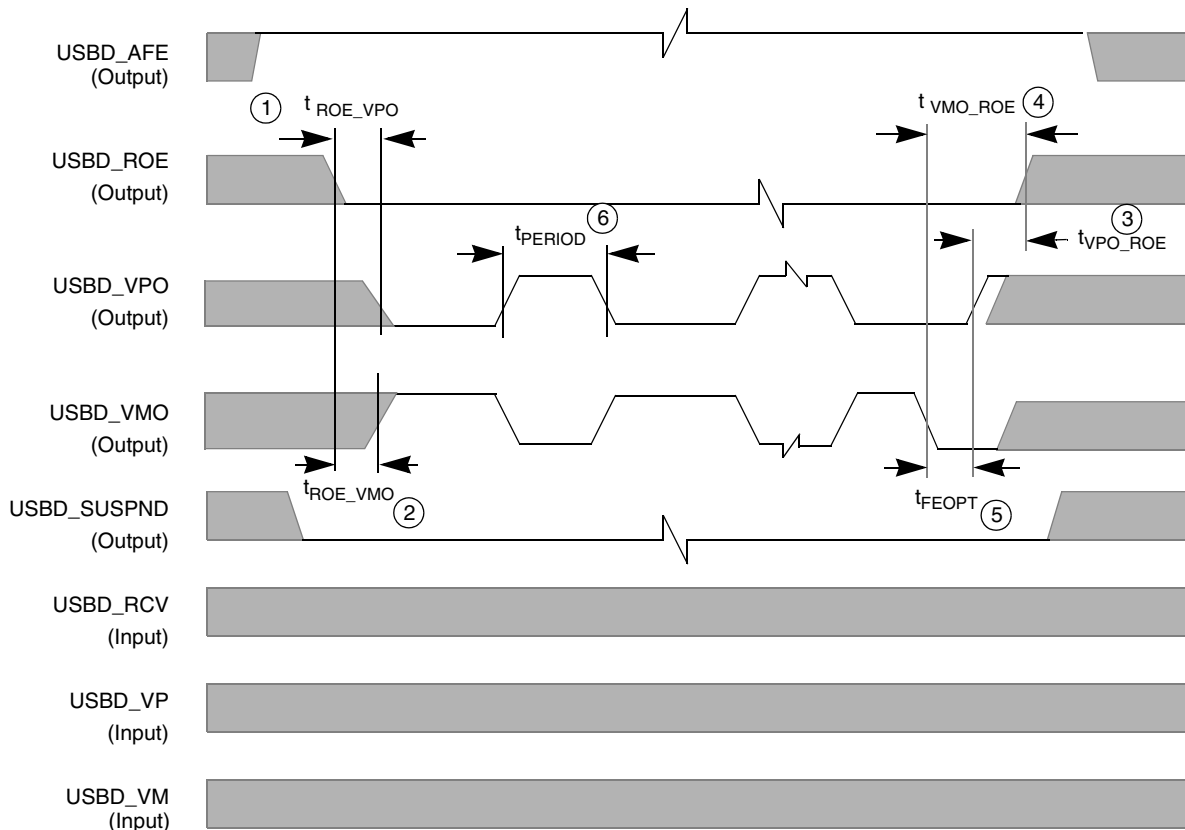 USBD_AFE
(Output)
1 t ROE_VPO
t VMO_ROE 4
USBD_ROE
(Output)
6
tPERIOD
3
tVPO_ROE
USBD_VPO
(Output)
USBD_VMO
(Output)
tROE_VMO 2
tFEOPT 5
USBD_SUSPND
(Output)
USBD_RCV
(Input)
USBD_VP
(Input)
USBD_VM
(Input)